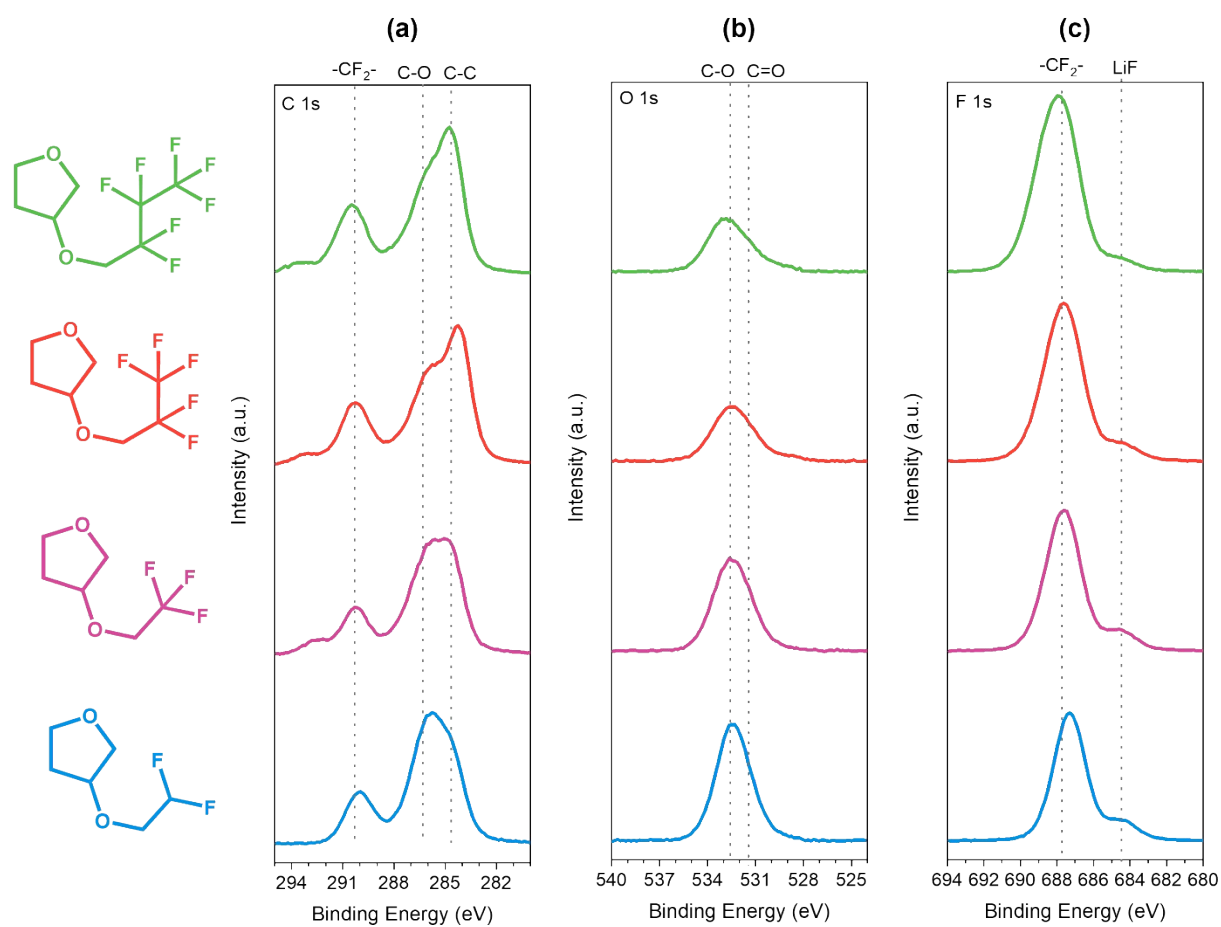 (a) (b) (c)
-CF₂- C-O C-C C-O C=O -CF₂- LiF
C 1s O 1s F 1s
O F F F F F F F O
O F F F F F O
O F F F O
O F F O
Intensity (a.u.) Intensity (a.u.) Intensity (a.u.)
294 291 288 285 282 540 537 534 531 528 525 694 692 690 688 686 684 682 680
Binding Energy (eV) Binding Energy (eV) Binding Energy (eV)